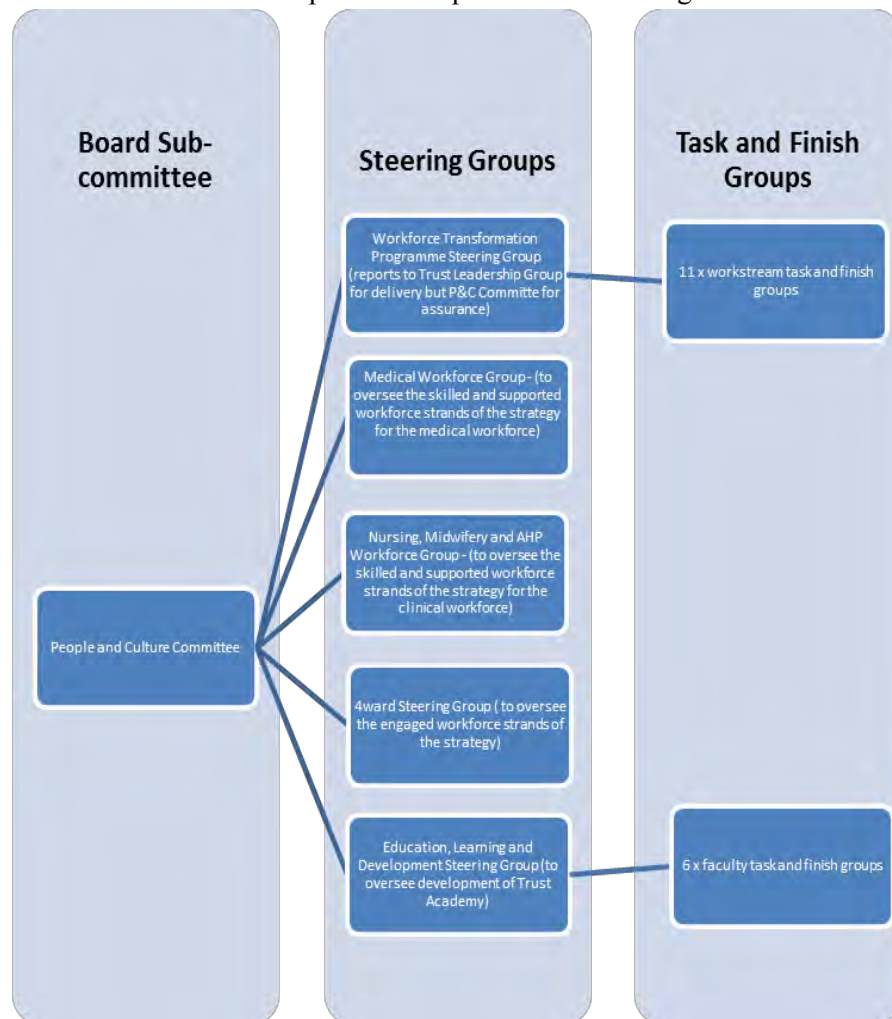 Board Sub-
committee
People and Culture Committee
Steering Groups
Workforce Transformation
Programme Steering Group
(reports to Trust Leadership Group
for delivery but P&C Committe for
assurance)
Medical Workforce Group- (to
oversee the skilled and supported
workforce strands of the strategy
for the medical workforce)
Nursing, Midwifery and AHP
Workforce Group - (to oversee the
skilled and supported workforce
strands of the strategy for the
clinical workforce)
4ward Steering Group ( to oversee
the engaged workforce strands of
the strategy)
Education, Learning and
Development Steering Group (to
oversee development of Trust
Academy)
Task and Finish
Groups
11 x workstream task and finish
groups
6 x faculty task and finish groups